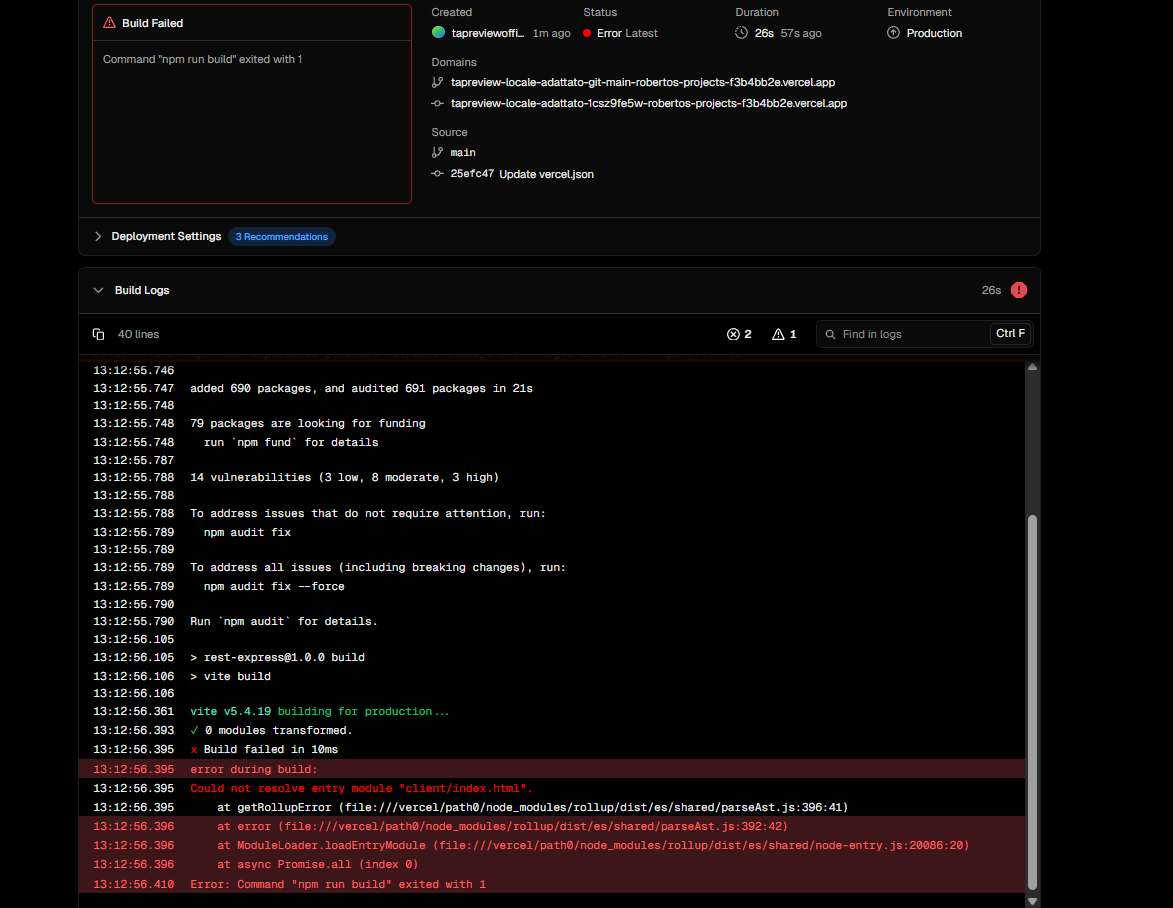 Build Failed
Command "npm run build" exited with 1
Created
tapreviewoffi...
1m ago
Status
Error Latest
Duration
26s 57s ago
Environment
Production
Domains
tapreview-locale-adattato-git-main-robertos-projects-f3b4bb2e.vercel.app
tapreview-locale-adattato-1csz9fe5w-robertos-projects-f3b4bb2e.vercel.app
Source
main
25efc47 Update vercel.json
Deployment Settings 3 Recommendations
Build Logs 26s
40 lines 2 1 Find in logs Ctrl F
13:12:55.746
13:12:55.747 added 690 packages, and audited 691 packages in 21s
13:12:55.748
13:12:55.748 79 packages are looking for funding
13:12:55.748 run `npm fund` for details
13:12:55.787
13:12:55.788 14 vulnerabilities (3 low, 8 moderate, 3 high)
13:12:55.788
13:12:55.788 To address issues that do not require attention, run:
13:12:55.789 npm audit fix
13:12:55.789
13:12:55.789 To address all issues (including breaking changes), run:
13:12:55.789 npm audit fix --force
13:12:55.790
13:12:55.790 Run `npm audit` for details.
13:12:56.105
13:12:56.105 > rest-express@1.0.0 build
13:12:56.106 > vite build
13:12:56.106
13:12:56.361 vite v5.4.19 building for production...
13:12:56.393 ✓ 0 modules transformed.
13:12:56.395 x Build failed in 10ms
13:12:56.395 error during build:
13:12:56.395 Could not resolve entry module "client/index.html".
13:12:56.395 at getRollupError (file:///vercel/path0/node_modules/rollup/dist/es/shared/parseAst.js:396:41)
13:12:56.396 at error (file:///vercel/path0/node_modules/rollup/dist/es/shared/parseAst.js:392:42)
13:12:56.396 at ModuleLoader.loadEntryModule (file:///vercel/path0/node_modules/rollup/dist/es/shared/node-entry.js:20086:20)
13:12:56.396 at async Promise.all (index 0)
13:12:56.410 Error: Command "npm run build" exited with 1